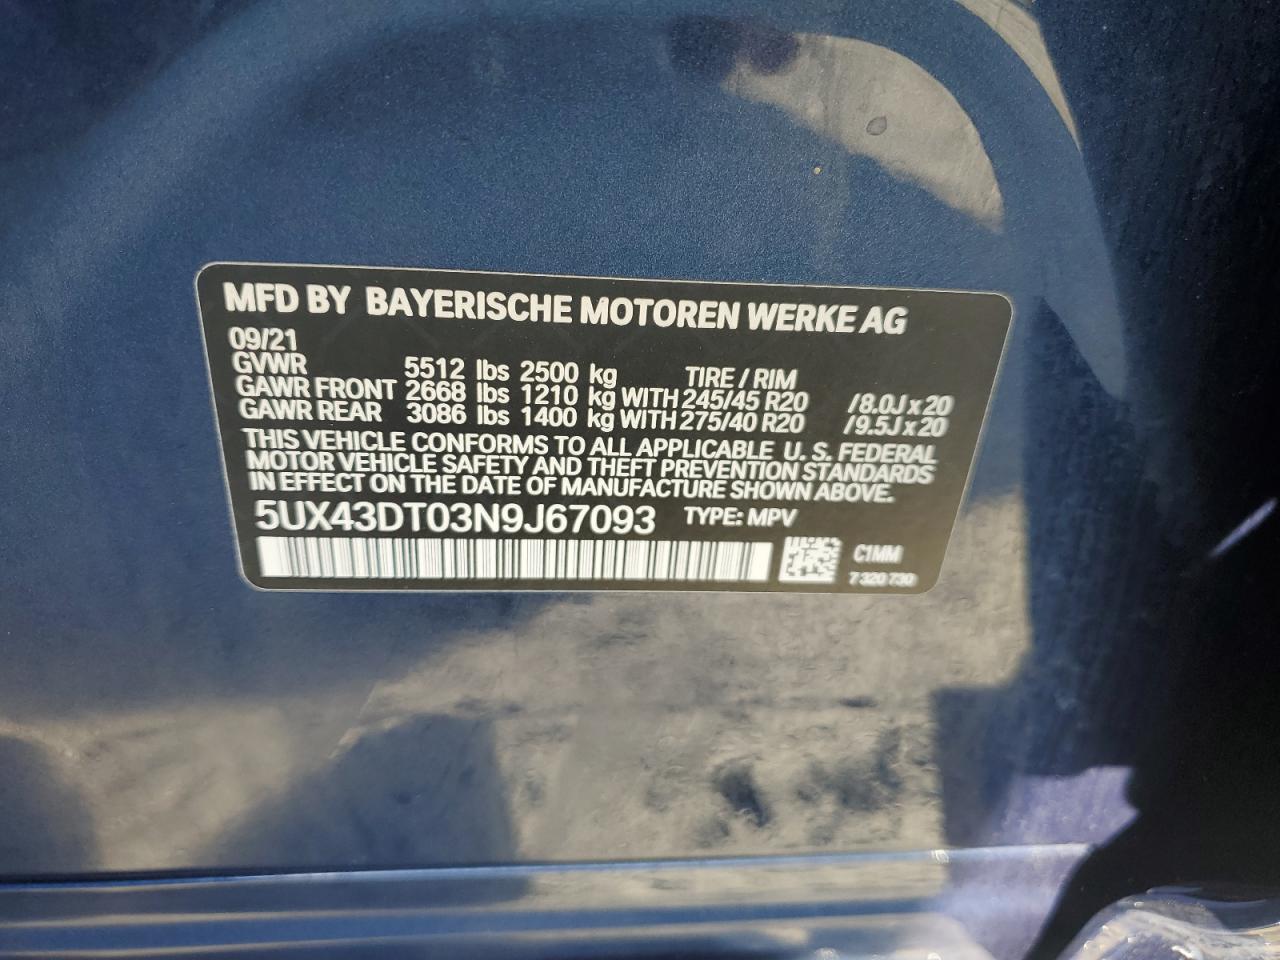 MFD BY BAYERISCHE MOTOREN WERKE AG
09/21
GVWR 5512 lbs 2500 kg TIRE / RIM
GAWR FRONT 2668 lbs 1210 kg WITH 245/45 R20 /8.0J x 20
GAWR REAR 3086 lbs 1400 kg WITH 275/40 R20 /9.5J x 20
THIS VEHICLE CONFORMS TO ALL APPLICABLE U. S. FEDERAL
MOTOR VEHICLE SAFETY AND THEFT PREVENTION STANDARDS
IN EFFECT ON THE DATE OF MANUFACTURE SHOWN ABOVE.
5UX43DT03N9J67093 TYPE: MPV
C1MM
7 320 730